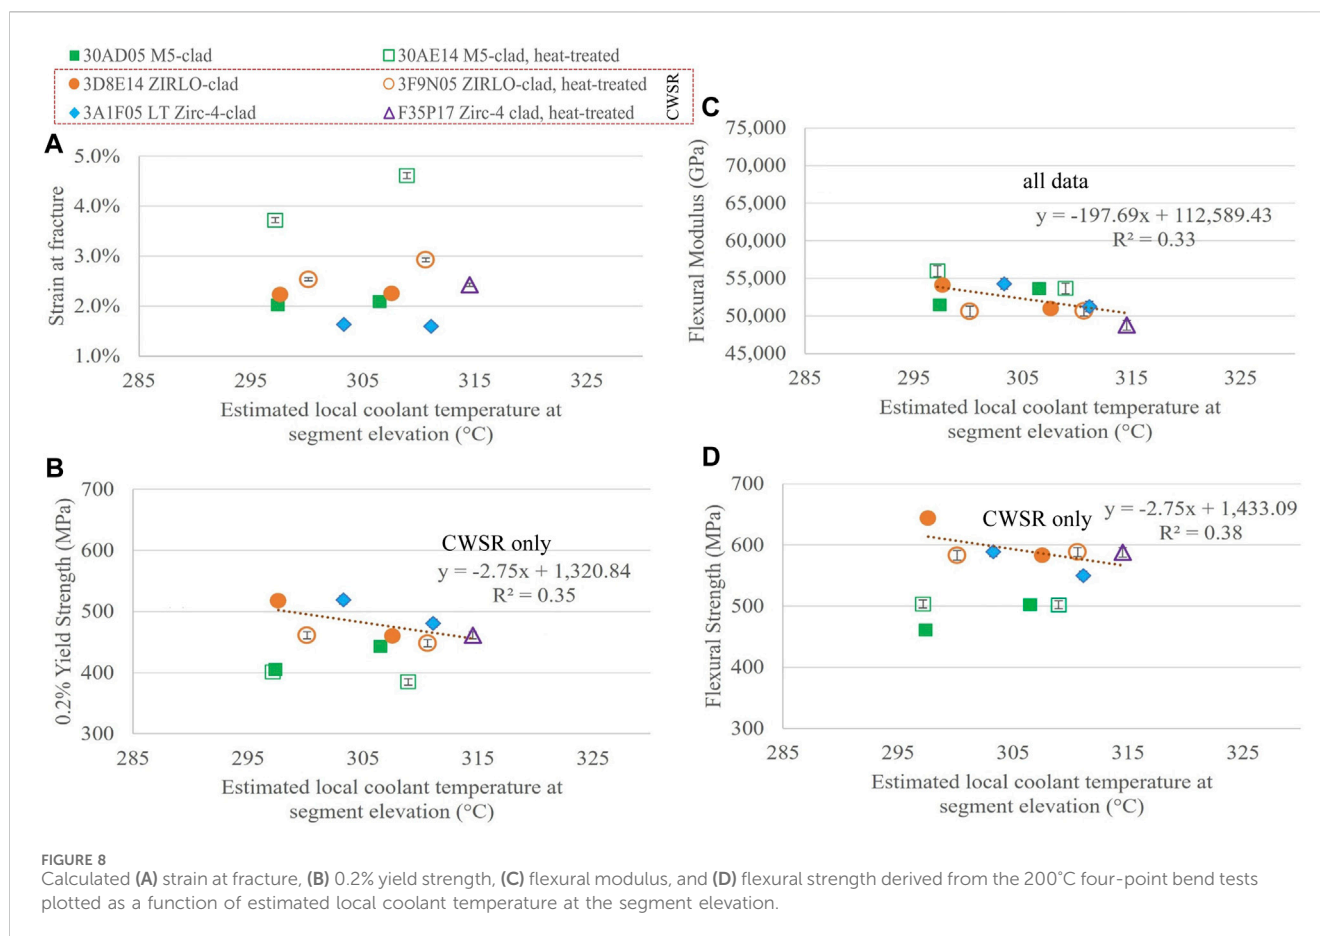 30AD05 M5-clad
30AE14 M5-clad, heat-treated
3D8E14 ZIRLO-clad
3F9N05 ZIRLO-clad, heat-treated
3A1F05 LT Zirc-4-clad
F35P17 Zirc-4 clad, heat-treated
CWSR
A
Strain at fracture
5.0%
4.0%
3.0%
2.0%
1.0%
285
295
305
315
325
Estimated local coolant temperature at
segment elevation (°C)
B
0.2% Yield Strength (MPa)
700
600
500
400
300
CWSR only
y = -2.75x + 1,320.84
R² = 0.35
285
295
305
315
325
Estimated local coolant temperature at
segment elevation (°C)
C
Flexural Modulus (GPa)
75,000
70,000
65,000
60,000
55,000
50,000
45,000
all data
y = -197.69x + 112,589.43
R² = 0.33
285
295
305
315
325
Estimated local coolant temperature at
segment elevation (°C)
D
Flexural Strength (MPa)
700
600
500
400
300
CWSR only
y = -2.75x + 1,433.09
R² = 0.38
285
295
305
315
325
Estimated local coolant temperature at
segment elevation (°C)
FIGURE 8
Calculated (A) strain at fracture, (B) 0.2% yield strength, (C) flexural modulus, and (D) flexural strength derived from the 200°C four-point bend tests
plotted as a function of estimated local coolant temperature at the segment elevation.